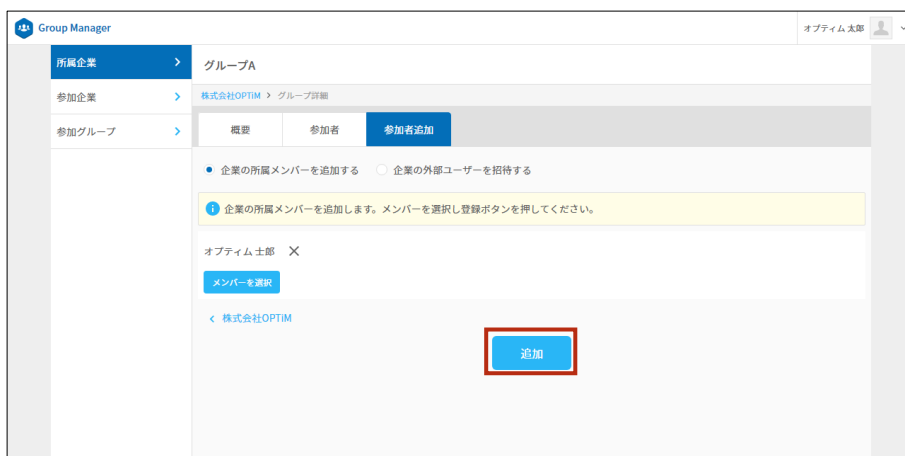 Group Manager
オプティム 太郎
所属企業
参加企業
参加グループ
グループA
株式会社OPTiM > グループ詳細
概要 参加者 参加者追加
企業の所属メンバーを追加する 企業の外部ユーザーを招待する
企業の所属メンバーを追加します。メンバーを選択し登録ボタンを押してください。
オプティム 士郎 ×
メンバーを選択
< 株式会社OPTiM
追加